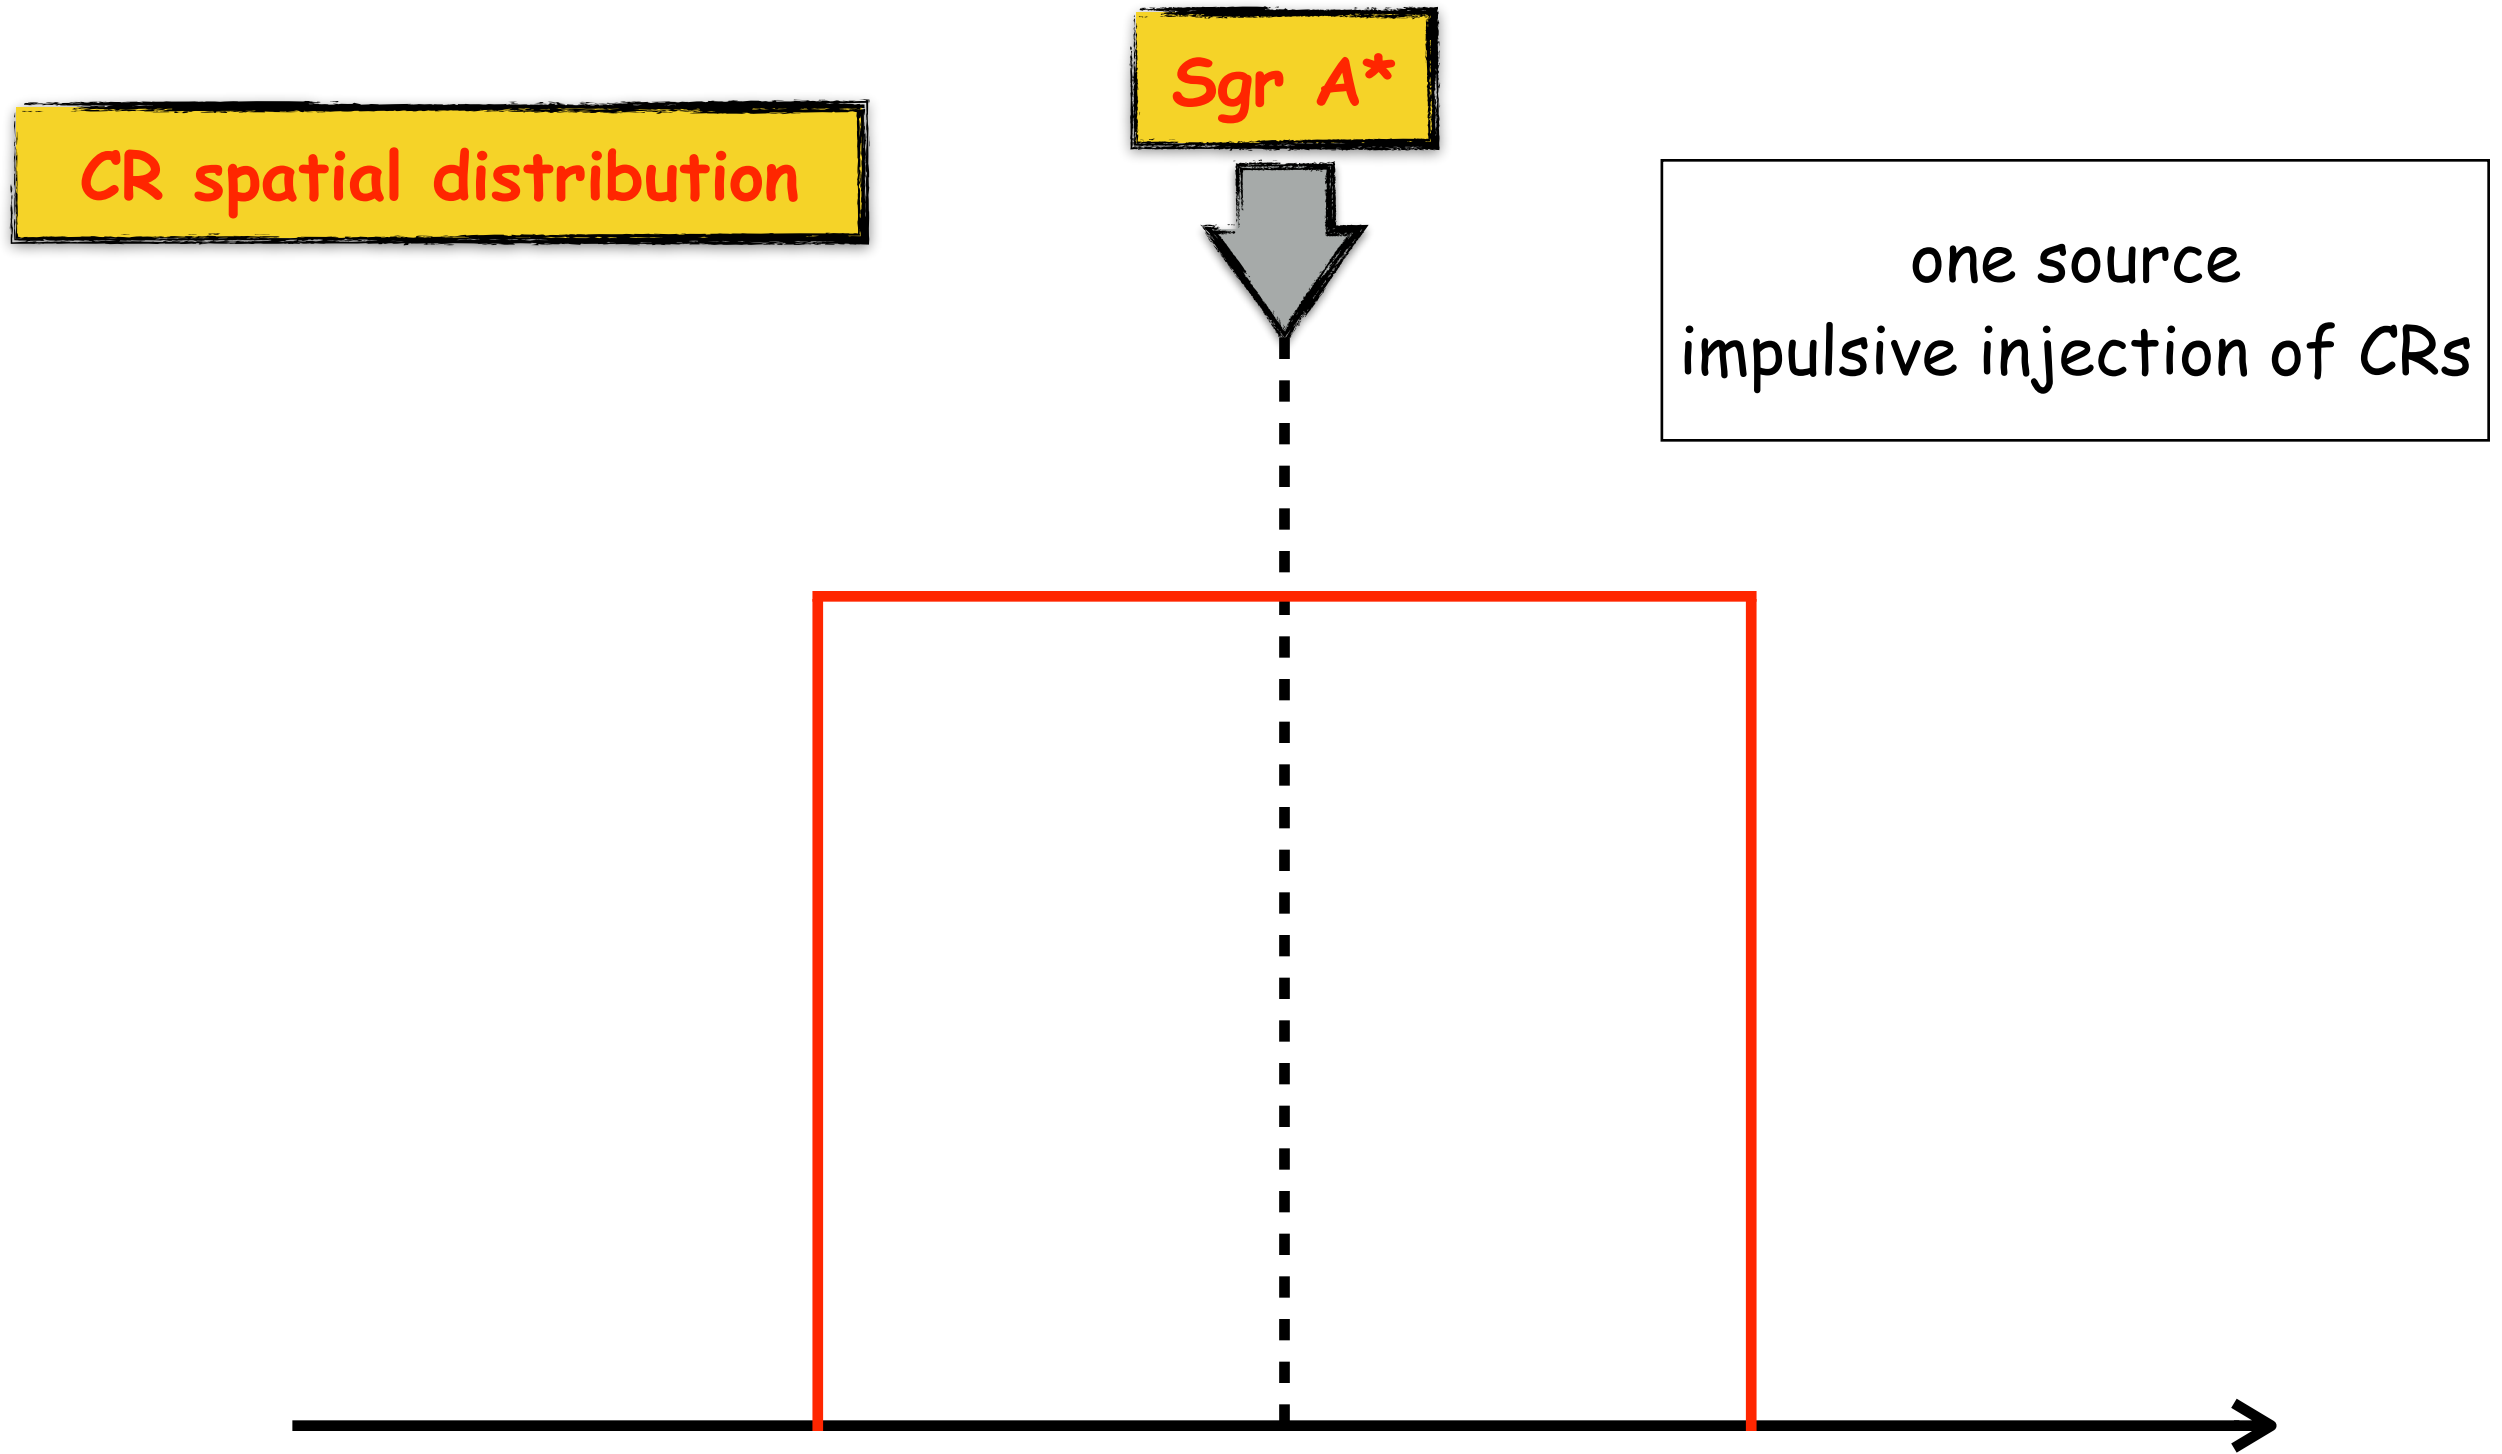 Sgr A*
CR spatial distribution
one source
impulsive injection of CRs